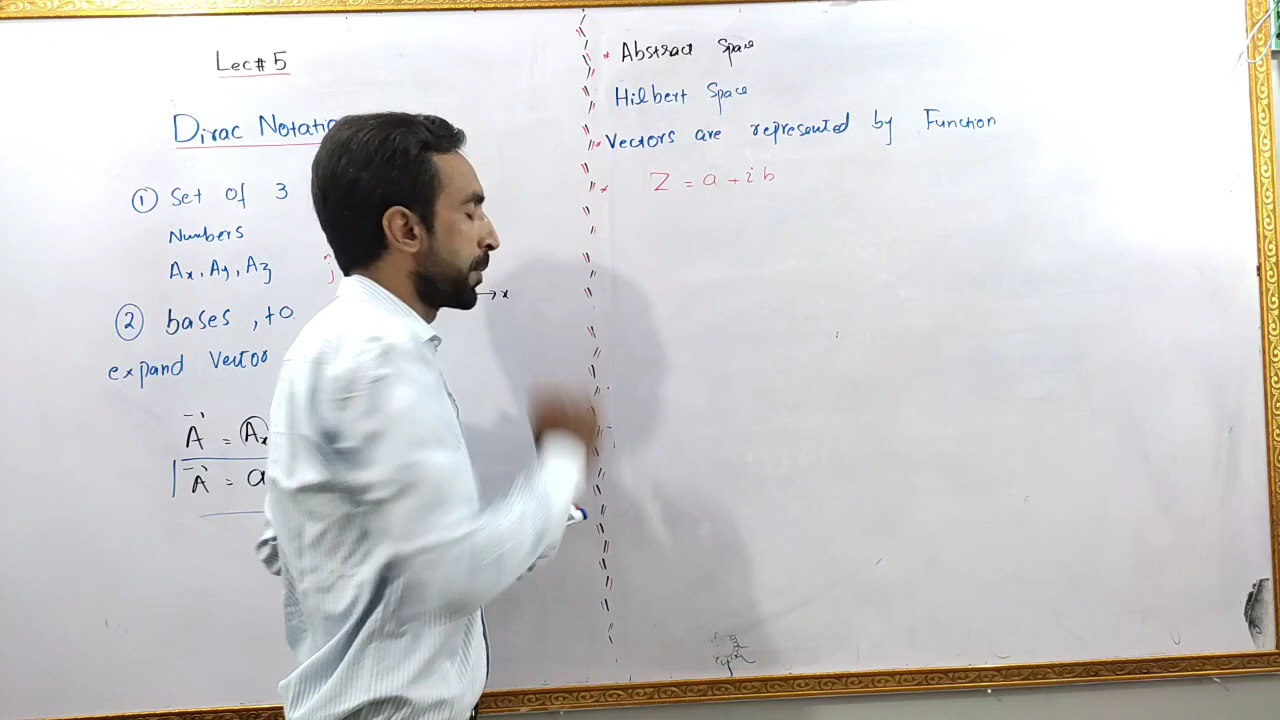 Lec# 5
Dirac Notatio
① Set of 3
Numbers
Ax, Ay, Az
② bases, to
expand Vector
A = Ax
A = a
x
* Abstract Space
Hilbert Space
* Vectors are represented by Function
* Z = a + i b